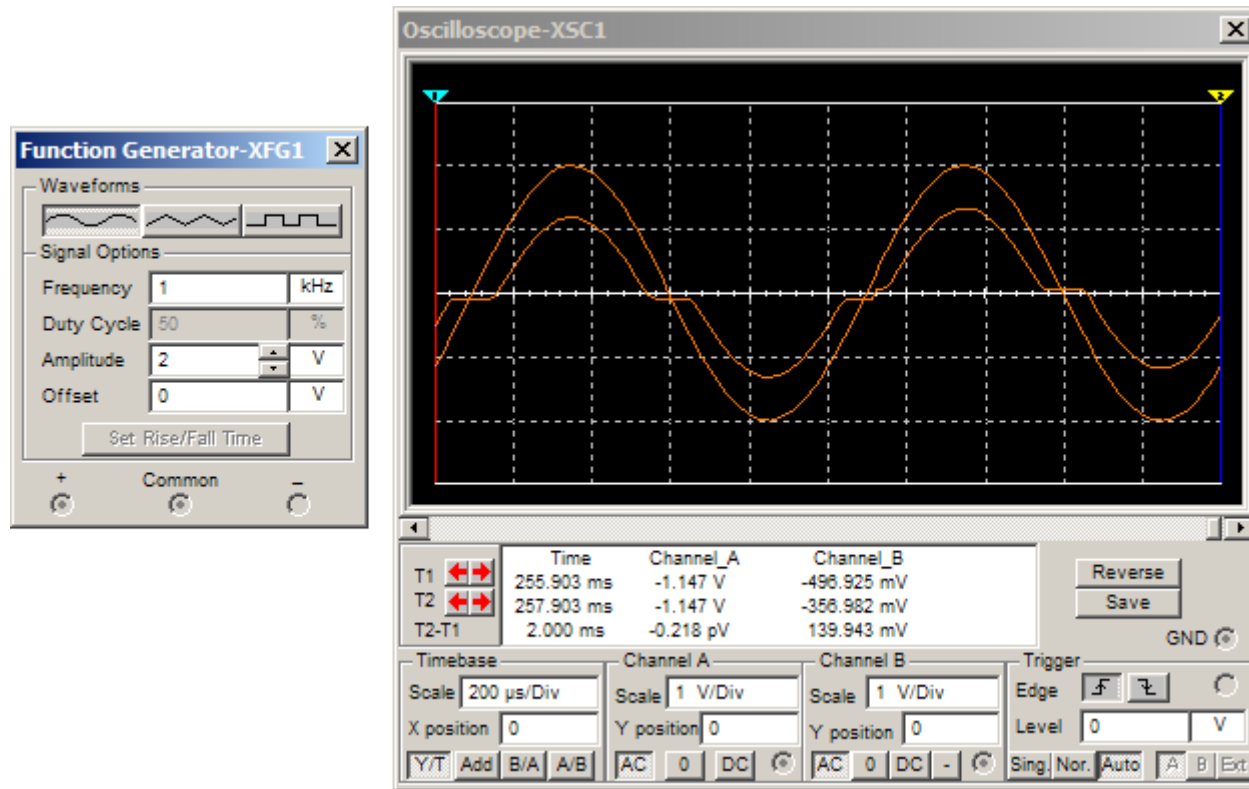 Function Generator-XFG1
Waveforms
Signal Options
Frequency 1 kHz
Duty Cycle 50 %
Amplitude 2 V
Offset 0 V
Set Rise/Fall Time
+ Common −
Oscilloscope-XSC1
1 2
Time Channel_A Channel_B
T1 255.903 ms -1.147 V -496.925 mV
T2 257.903 ms -1.147 V -356.982 mV
T2-T1 2.000 ms -0.218 pV 139.943 mV
Reverse
Save
GND
Timebase
Scale 200 µs/Div
X position 0
Y/T Add B/A A/B
Channel A
Scale 1 V/Div
Y position 0
AC 0 DC
Channel B
Scale 1 V/Div
Y position 0
AC 0 DC -
Trigger
Edge
Level 0 V
Sing. Nor. Auto A B Ext